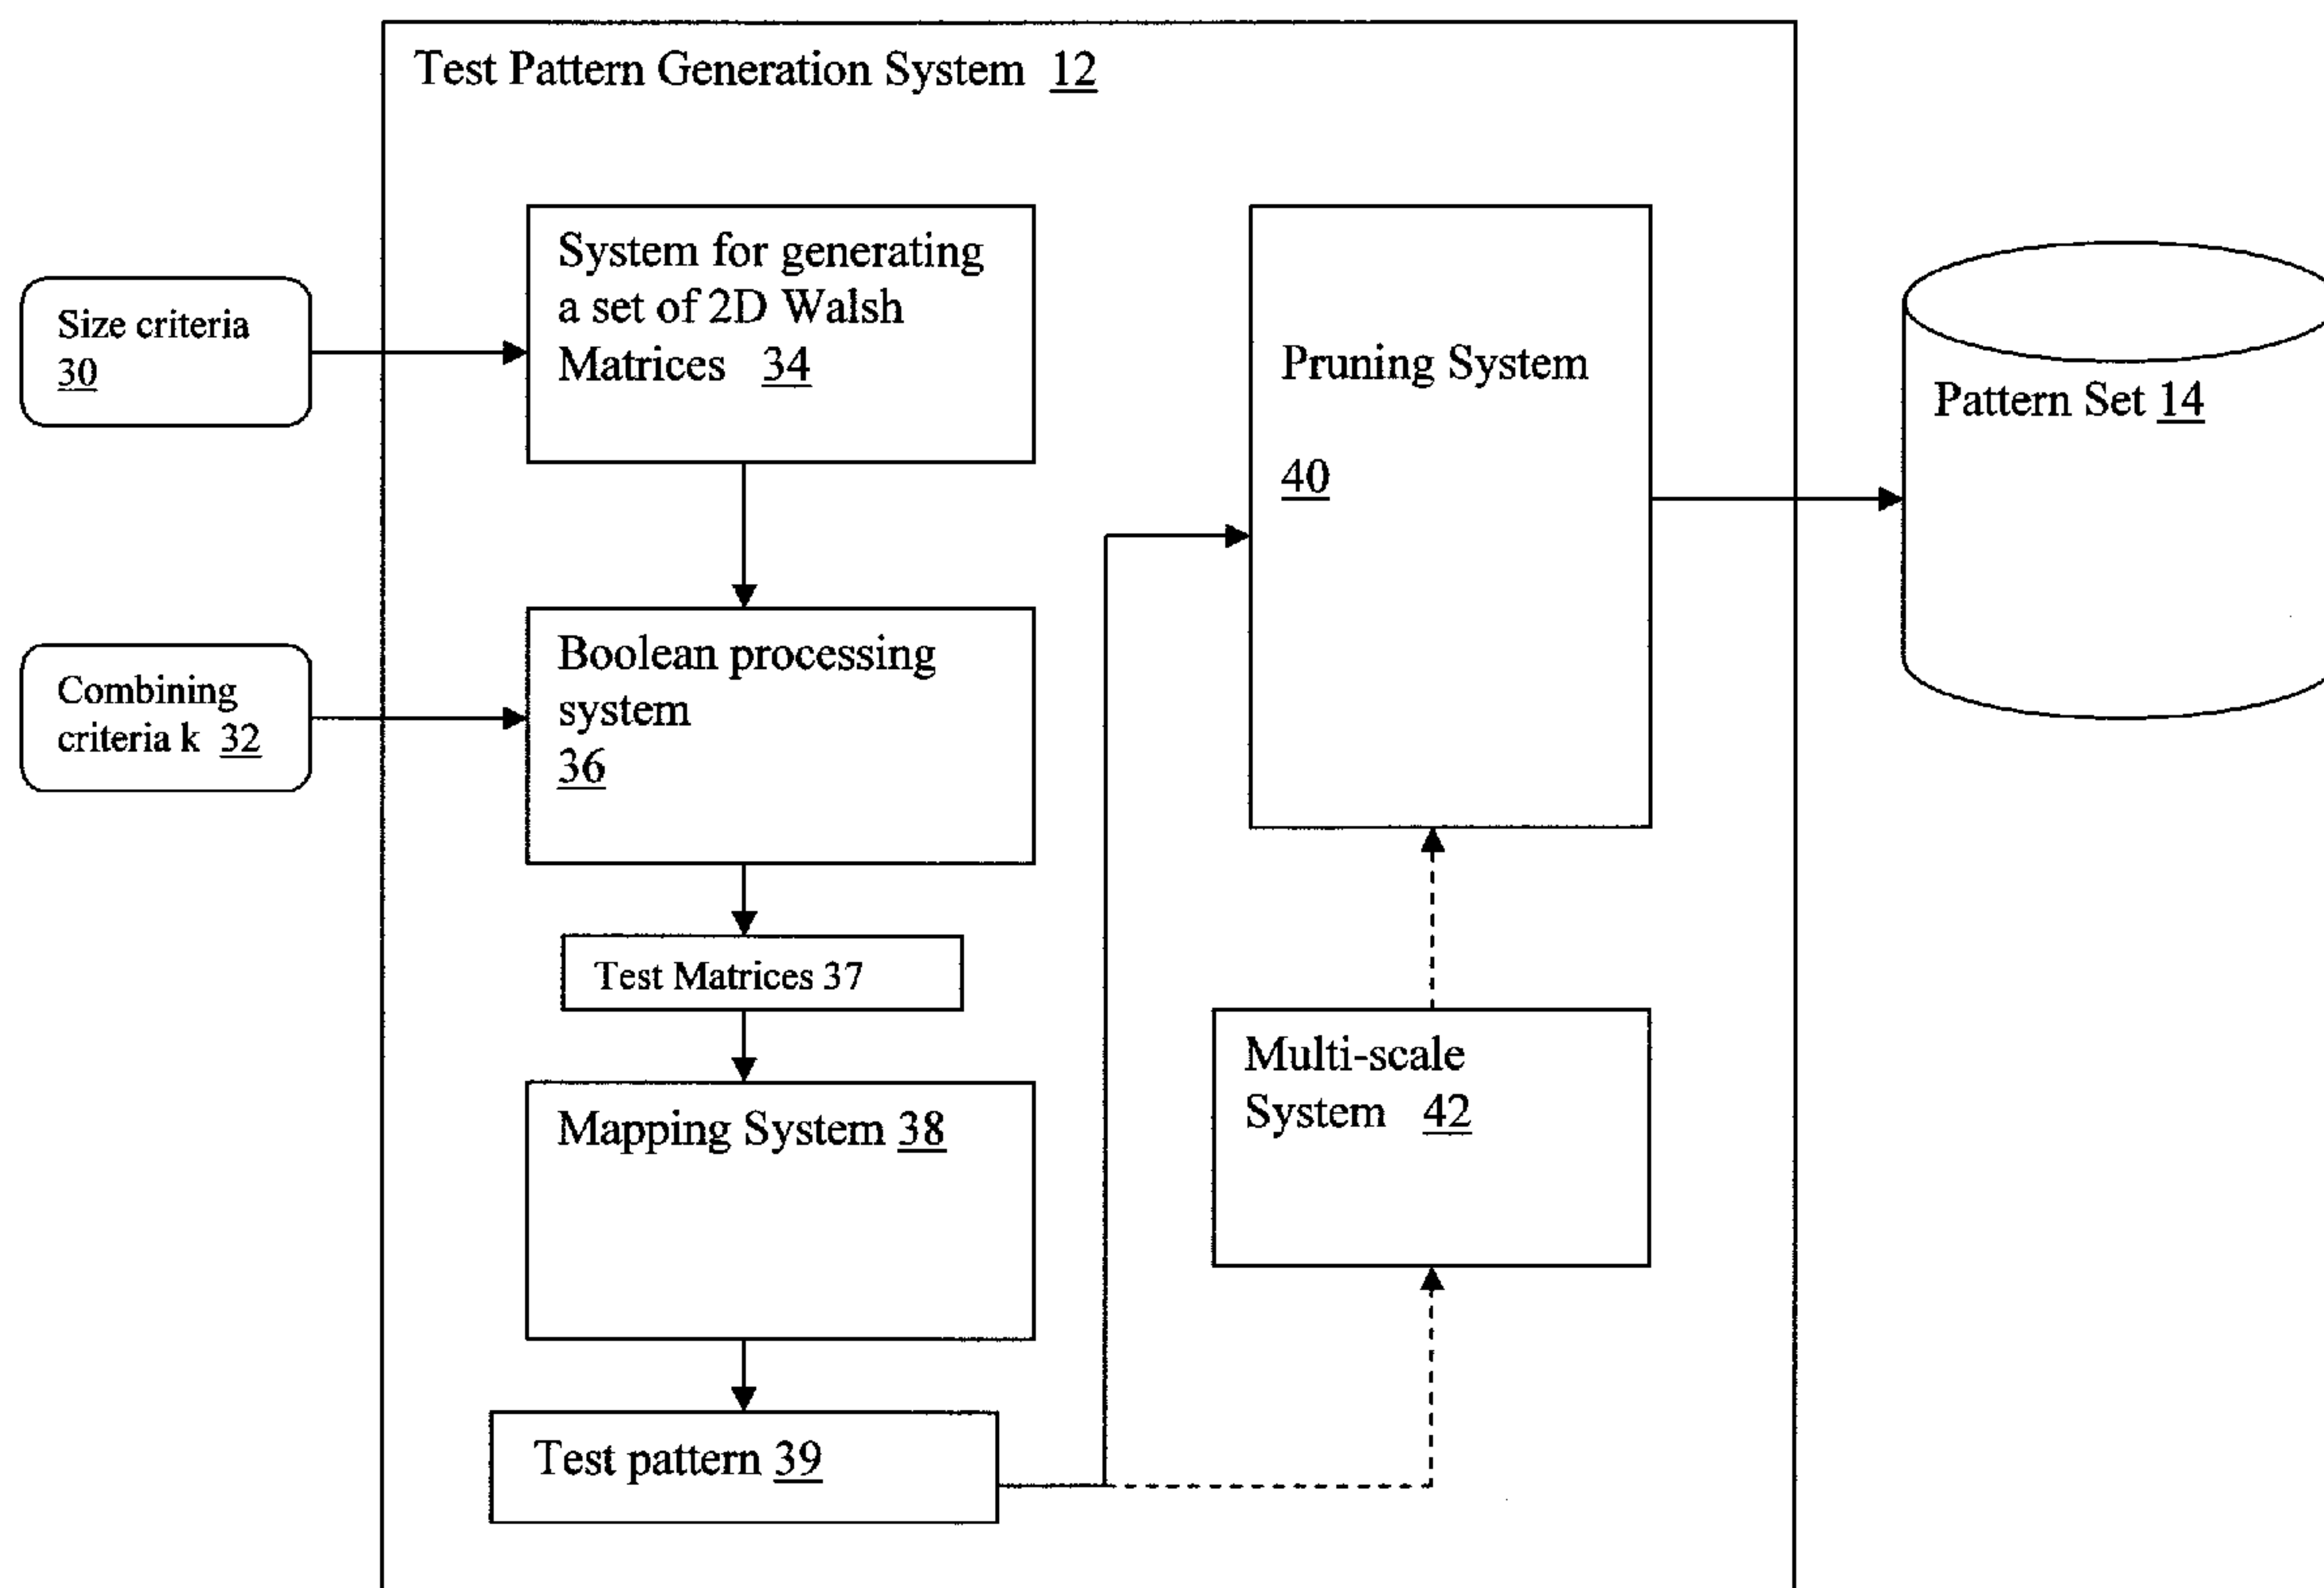 Test Pattern Generation System 12
Size criteria
30
System for generating
a set of 2D Walsh
Matrices 34
Combining
criteria k 32
Boolean processing
system
36
Test Matrices 37
Mapping System 38
Test pattern 39
Pruning System
40
Multi-scale
System 42
Pattern Set 14